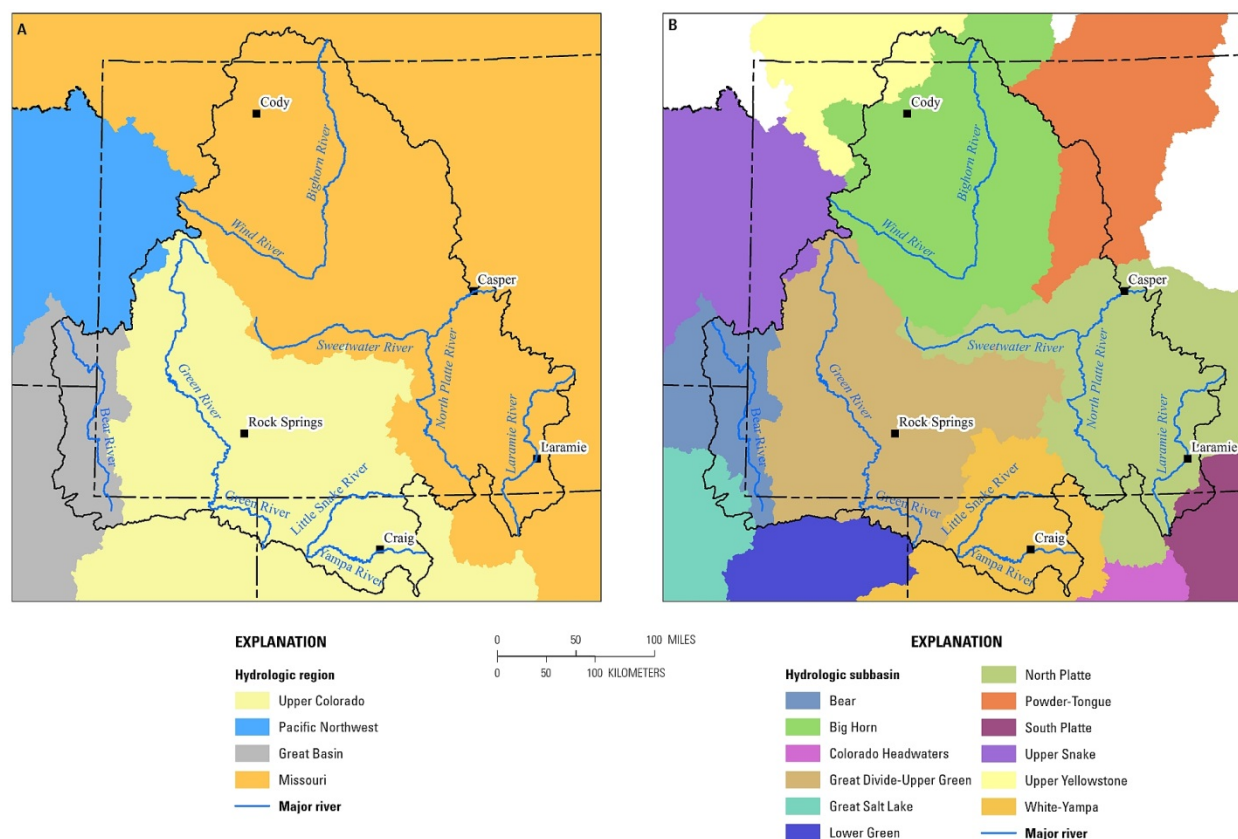 A
Cody
Bighorn River
Wind River
Casper
Sweetwater River
North Platte River
Green River
Rock Springs
Laramie River
Laramie
Bear River
Little Snake River
Green River
Craig
Yampa River
B
Cody
Bighorn River
Wind River
Casper
Sweetwater River
North Platte River
Green River
Rock Springs
Laramie River
Laramie
Bear River
Little Snake River
Green River
Craig
Yampa River
EXPLANATION
Hydrologic region
Upper Colorado
Pacific Northwest
Great Basin
Missouri
Major river
0 50 100 MILES
0 50 100 KILOMETERS
EXPLANATION
Hydrologic subbasin
Bear
Big Horn
Colorado Headwaters
Great Divide-Upper Green
Great Salt Lake
Lower Green
North Platte
Powder-Tongue
South Platte
Upper Snake
Upper Yellowstone
White-Yampa
Major river